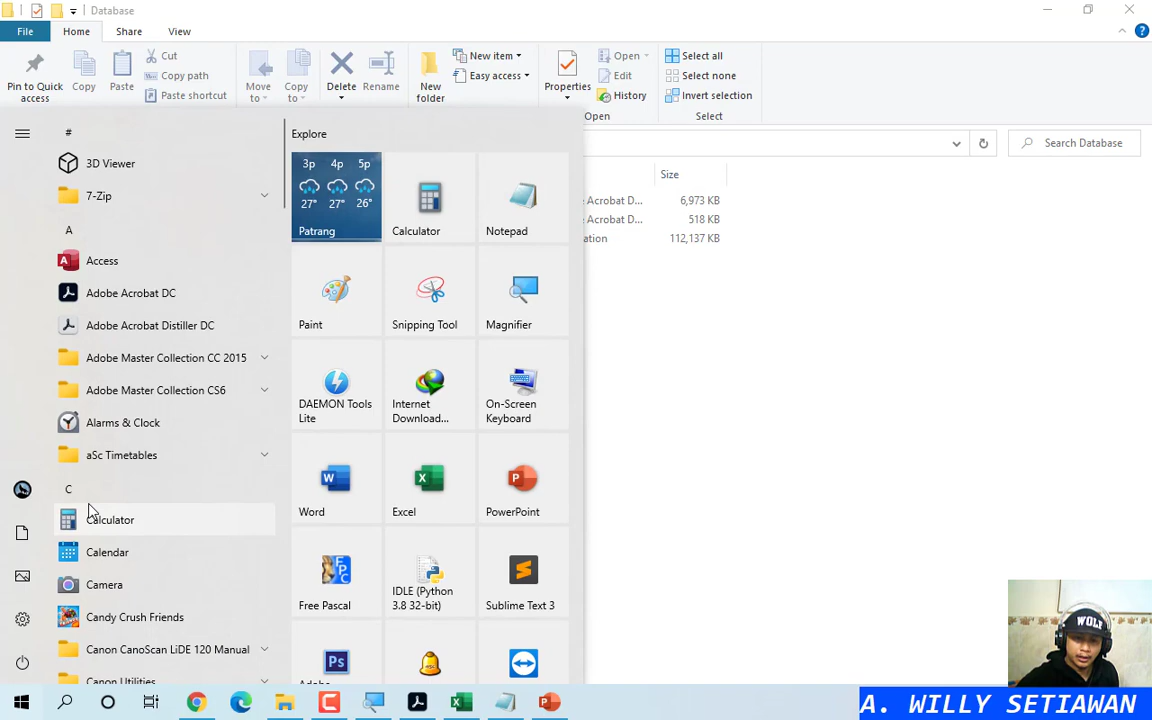 Database
File
Home
Share
View
Pin to Quick access
Copy
Paste
Cut
Copy path
Paste shortcut
Move to
Copy to
Delete
Rename
New folder
New item
Easy access
Properties
Open
Edit
History
Select all
Select none
Invert selection
Open
Select
Search Database
Size
Acrobat D... 6,973 KB
Acrobat D... 518 KB
ation 112,137 KB
#
3D Viewer
7-Zip
A
Access
Adobe Acrobat DC
Adobe Acrobat Distiller DC
Adobe Master Collection CC 2015
Adobe Master Collection CS6
Alarms & Clock
aSc Timetables
C
Calculator
Calendar
Camera
Candy Crush Friends
Canon CanoScan LiDE 120 Manual
Canon Utilities
Explore
3p 4p 5p
27° 27° 26°
Patrang
Calculator
Notepad
Paint
Snipping Tool
Magnifier
DAEMON Tools Lite
Internet Download...
On-Screen Keyboard
Word
Excel
PowerPoint
Free Pascal
IDLE (Python 3.8 32-bit)
Sublime Text 3
Adobe
WOLF
A. WILLY SETIAWAN